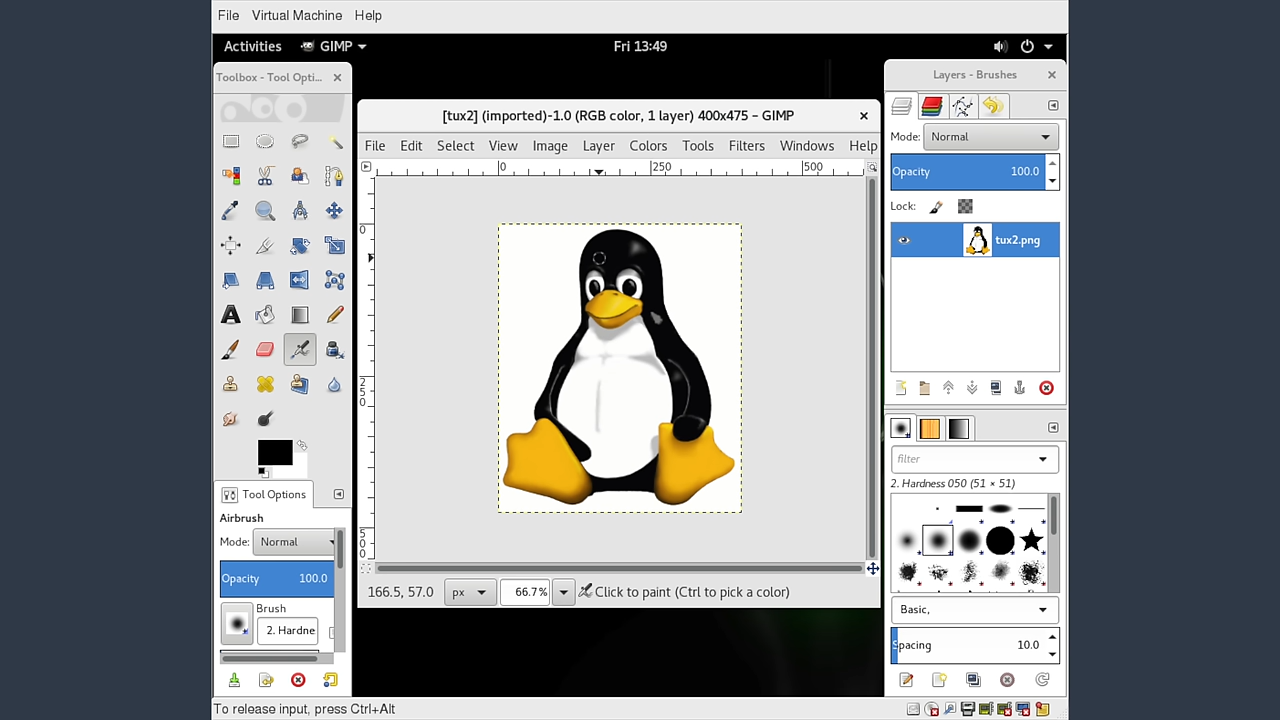 File Virtual Machine Help
Activities GIMP Fri 13:49
Toolbox - Tool Opti...
[tux2] (imported)-1.0 (RGB color, 1 layer) 400x475 – GIMP
File Edit Select View Image Layer Colors Tools Filters Windows Help
0 250 500
0
250
500
166.5, 57.0 px 66.7% Click to paint (Ctrl to pick a color)
Tool Options
Airbrush
Mode: Normal
Opacity 100.0
Brush
2. Hardne
Layers - Brushes
Mode: Normal
Opacity 100.0
Lock:
tux2.png
filter
2. Hardness 050 (51 × 51)
Basic,
Spacing 10.0
To release input, press Ctrl+Alt